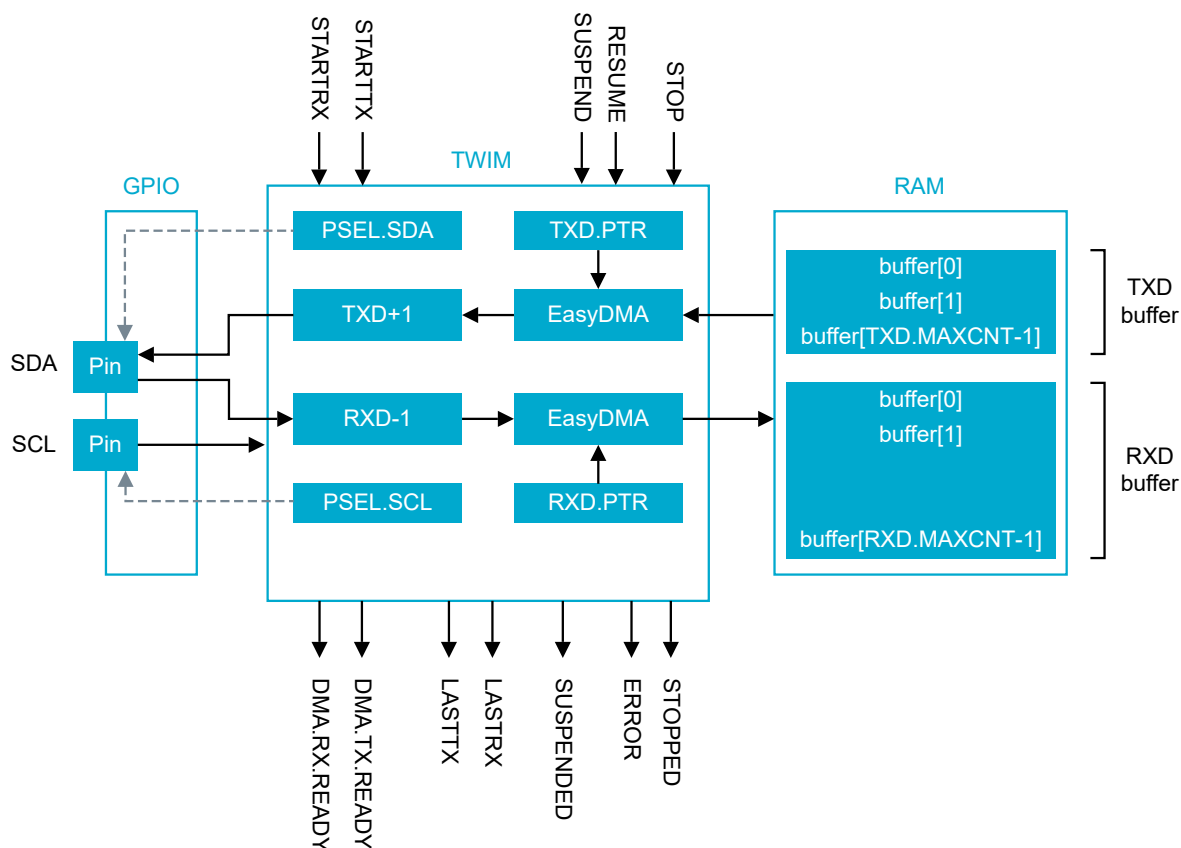 STARTRX
STARTTX
SUSPEND
RESUME
STOP
TWIM
GPIO
RAM
PSEL.SDA
TXD.PTR
buffer[0]
buffer[1]
buffer[TXD.MAXCNT-1]
TXD
buffer
TXD+1
EasyDMA
SDA
Pin
RXD-1
EasyDMA
buffer[0]
buffer[1]
buffer[RXD.MAXCNT-1]
RXD
buffer
SCL
Pin
PSEL.SCL
RXD.PTR
DMA.RX.READY
DMA.TX.READY
LASTTX
LASTRX
SUSPENDED
ERROR
STOPPED